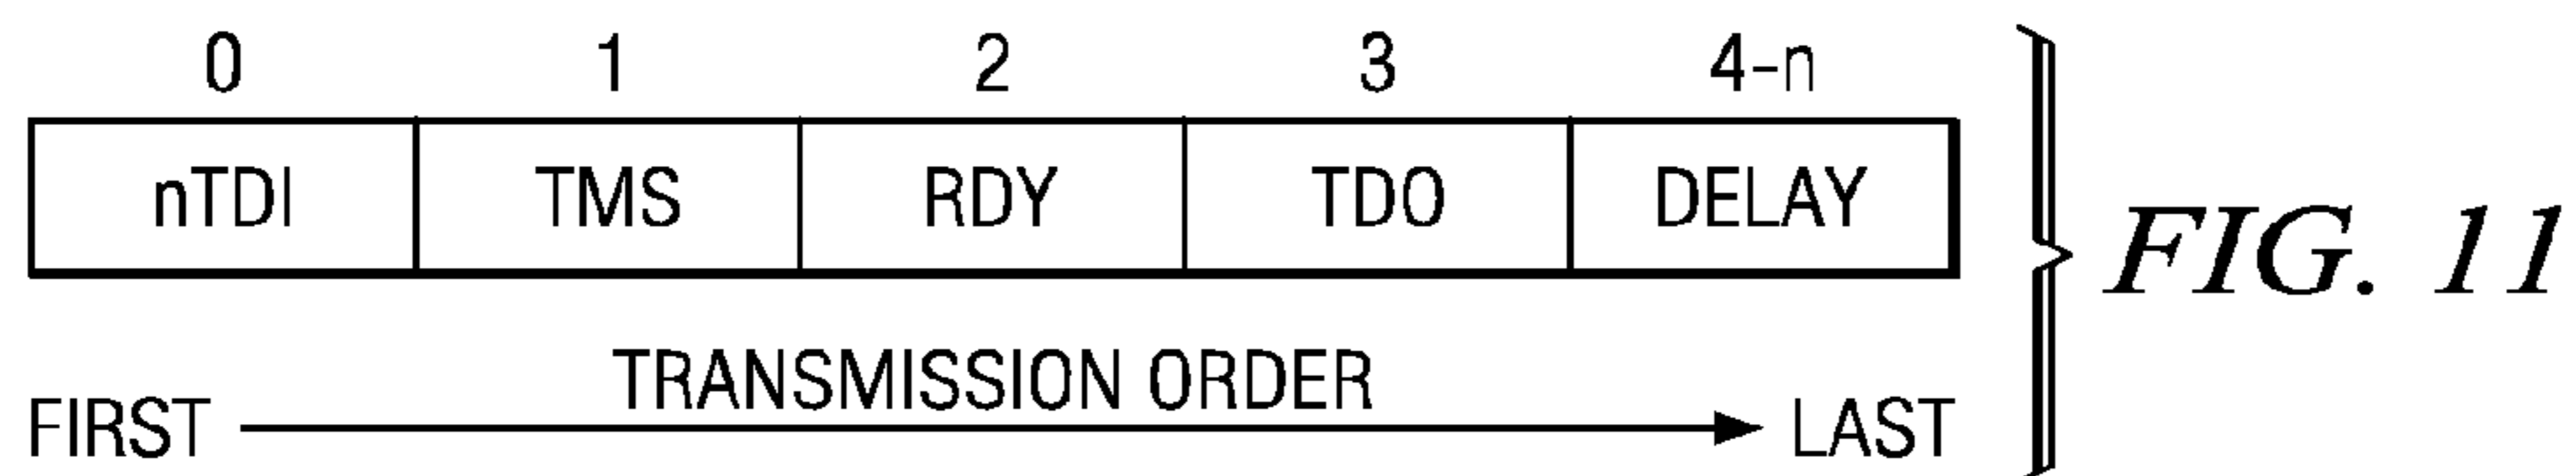 0 1 2 3 4-n
nTDI TMS RDY TDO DELAY
FIG. 11
TRANSMISSION ORDER
FIRST LAST